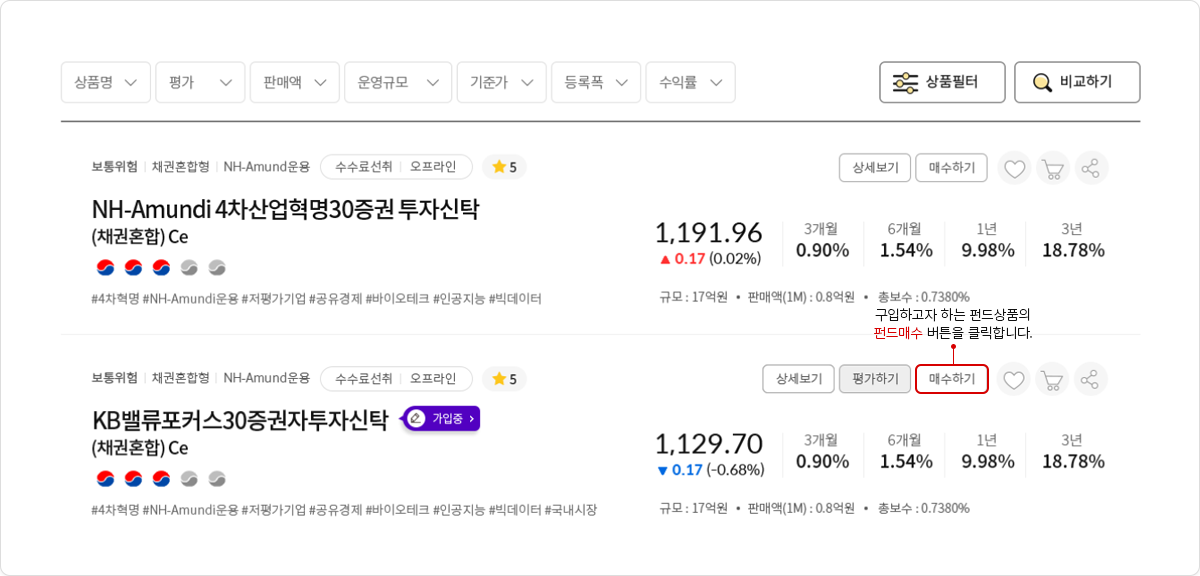 상품명 평가 판매액 운영규모 기준가 등록폭 수익률 상품필터 비교하기
보통위험 채권혼합형 NH-Amund운용 수수료선취 오프라인 5 상세보기 매수하기
NH-Amundi 4차산업혁명30증권 투자신탁
(채권혼합) Ce
1,191.96 3개월 6개월 1년 3년
▲ 0.17 (0.02%) 0.90% 1.54% 9.98% 18.78%
#4차혁명 #NH-Amundi운용 #저평가기업 #공유경제 #바이오테크 #인공지능 #빅데이터
규모 : 17억원 • 판매액(1M) : 0.8억원 • 총보수 : 0.7380%
구입하고자 하는 펀드상품의
펀드매수 버튼을 클릭합니다.
보통위험 채권혼합형 NH-Amund운용 수수료선취 오프라인 5 상세보기 평가하기 매수하기
KB밸류포커스30증권자투자신탁 가입중 ›
(채권혼합) Ce
1,129.70 3개월 6개월 1년 3년
▼ 0.17 (-0.68%) 0.90% 1.54% 9.98% 18.78%
#4차혁명 #NH-Amundi운용 #저평가기업 #공유경제 #바이오테크 #인공지능 #빅데이터 #국내시장
규모 : 17억원 • 판매액(1M) : 0.8억원 • 총보수 : 0.7380%